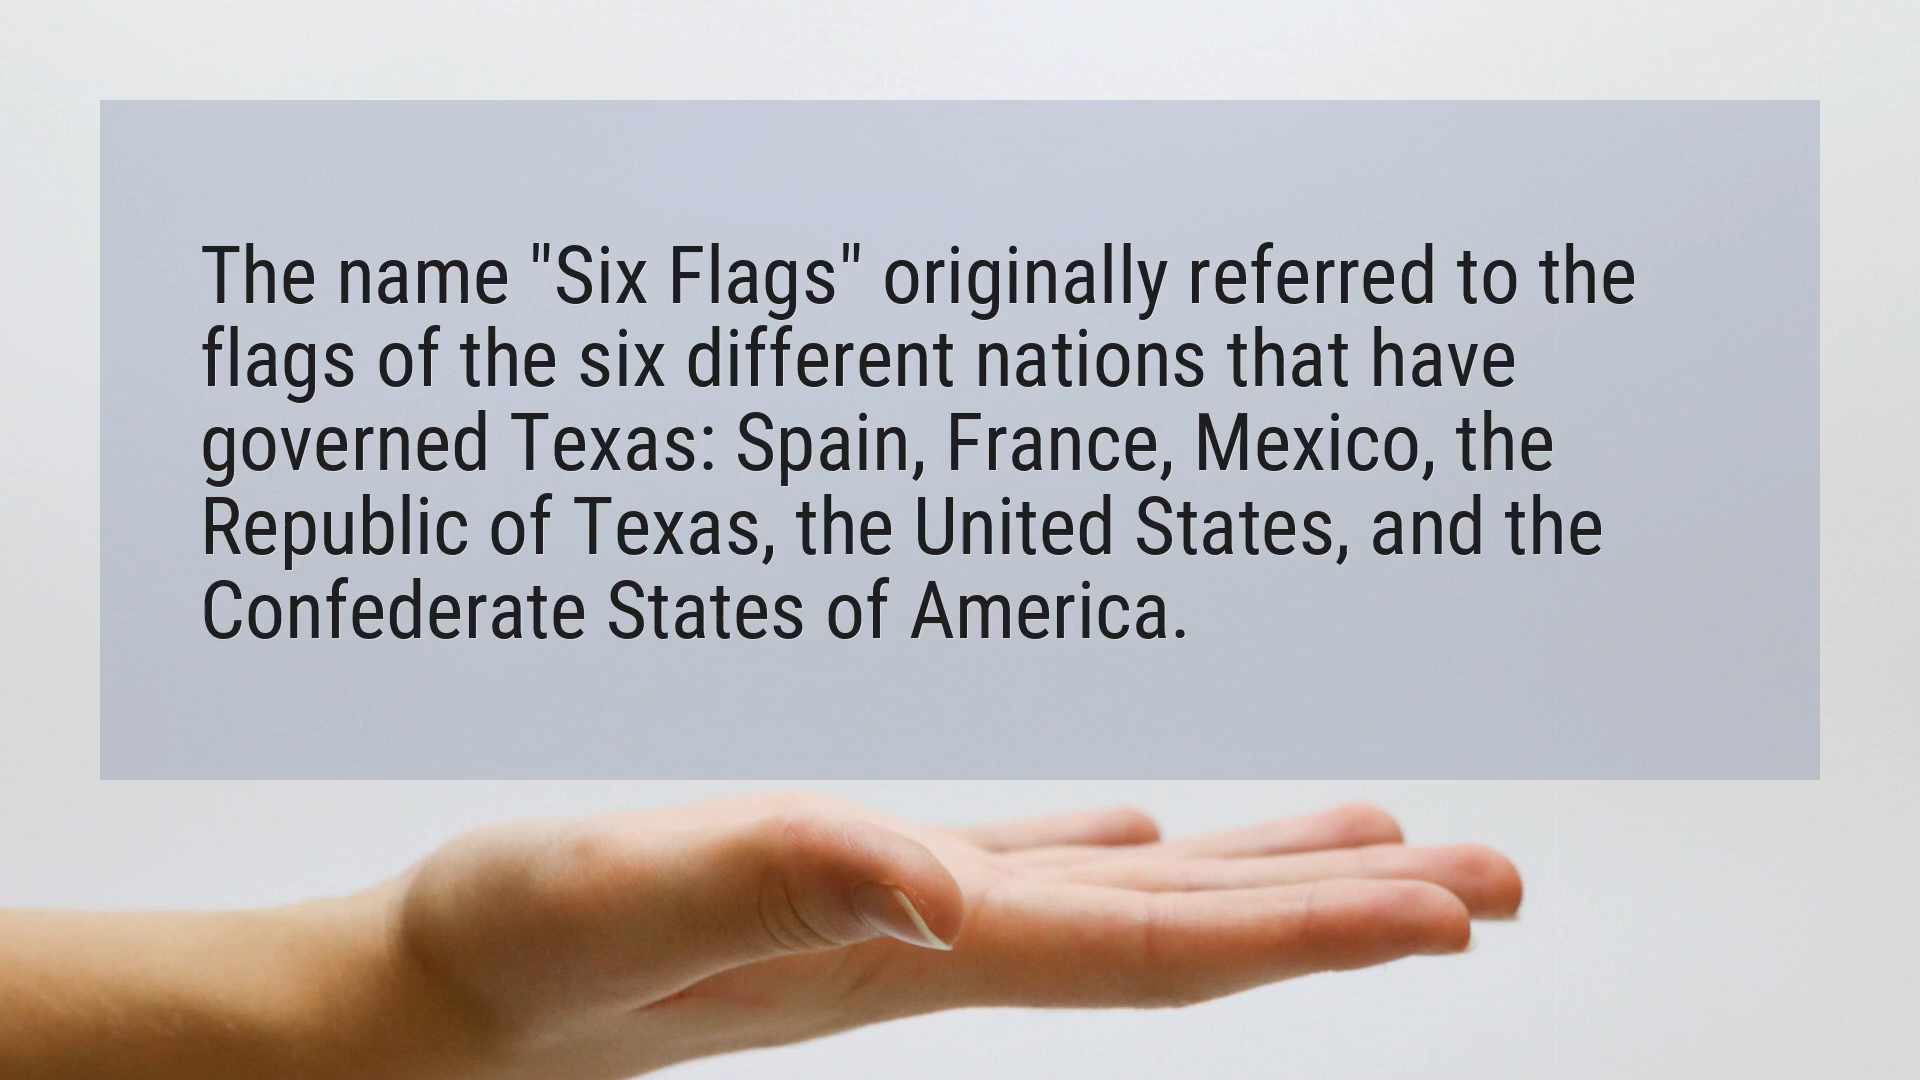 The name "Six Flags" originally referred to the
flags of the six different nations that have
governed Texas: Spain, France, Mexico, the
Republic of Texas, the United States, and the
Confederate States of America.